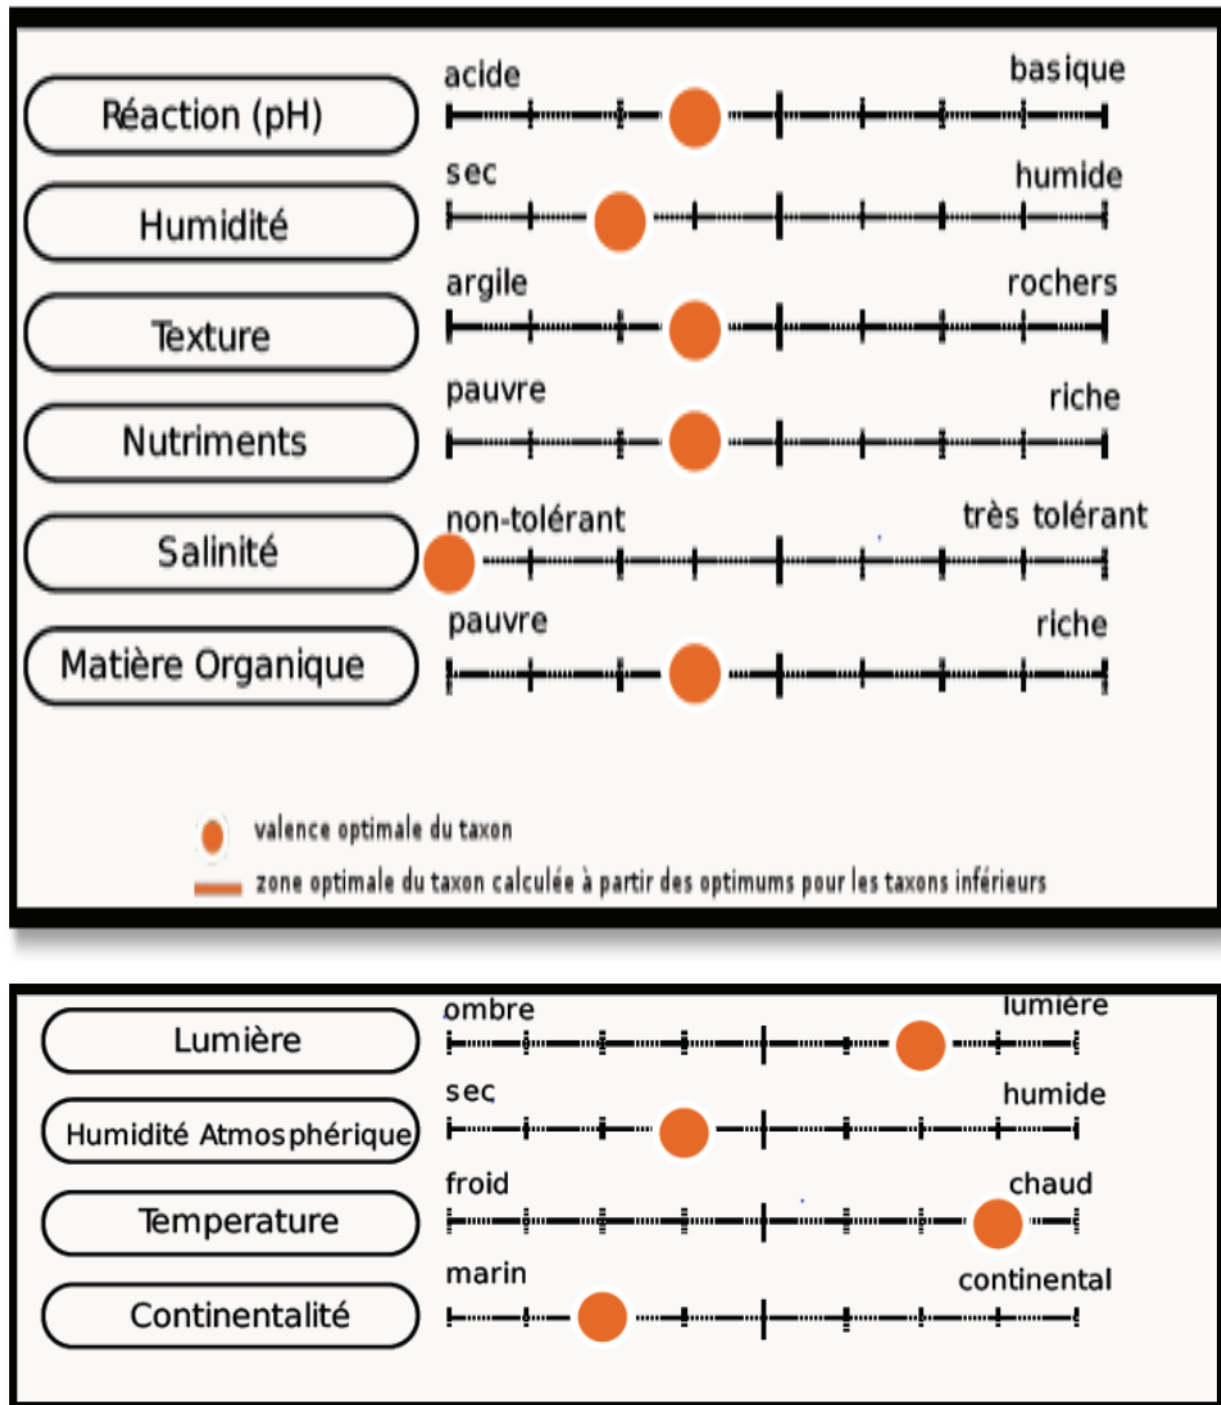 acide basique
Réaction (pH)
sec humide
Humidité
argile rochers
Texture
pauvre riche
Nutriments
non-tolérant très tolérant
Salinité
pauvre riche
Matière Organique
valence optimale du taxon
zone optimale du taxon calculée à partir des optimums pour les taxons inférieurs
ombre lumière
Lumière
sec humide
Humidité Atmosphérique
froid chaud
Temperature
marin continental
Continentalité